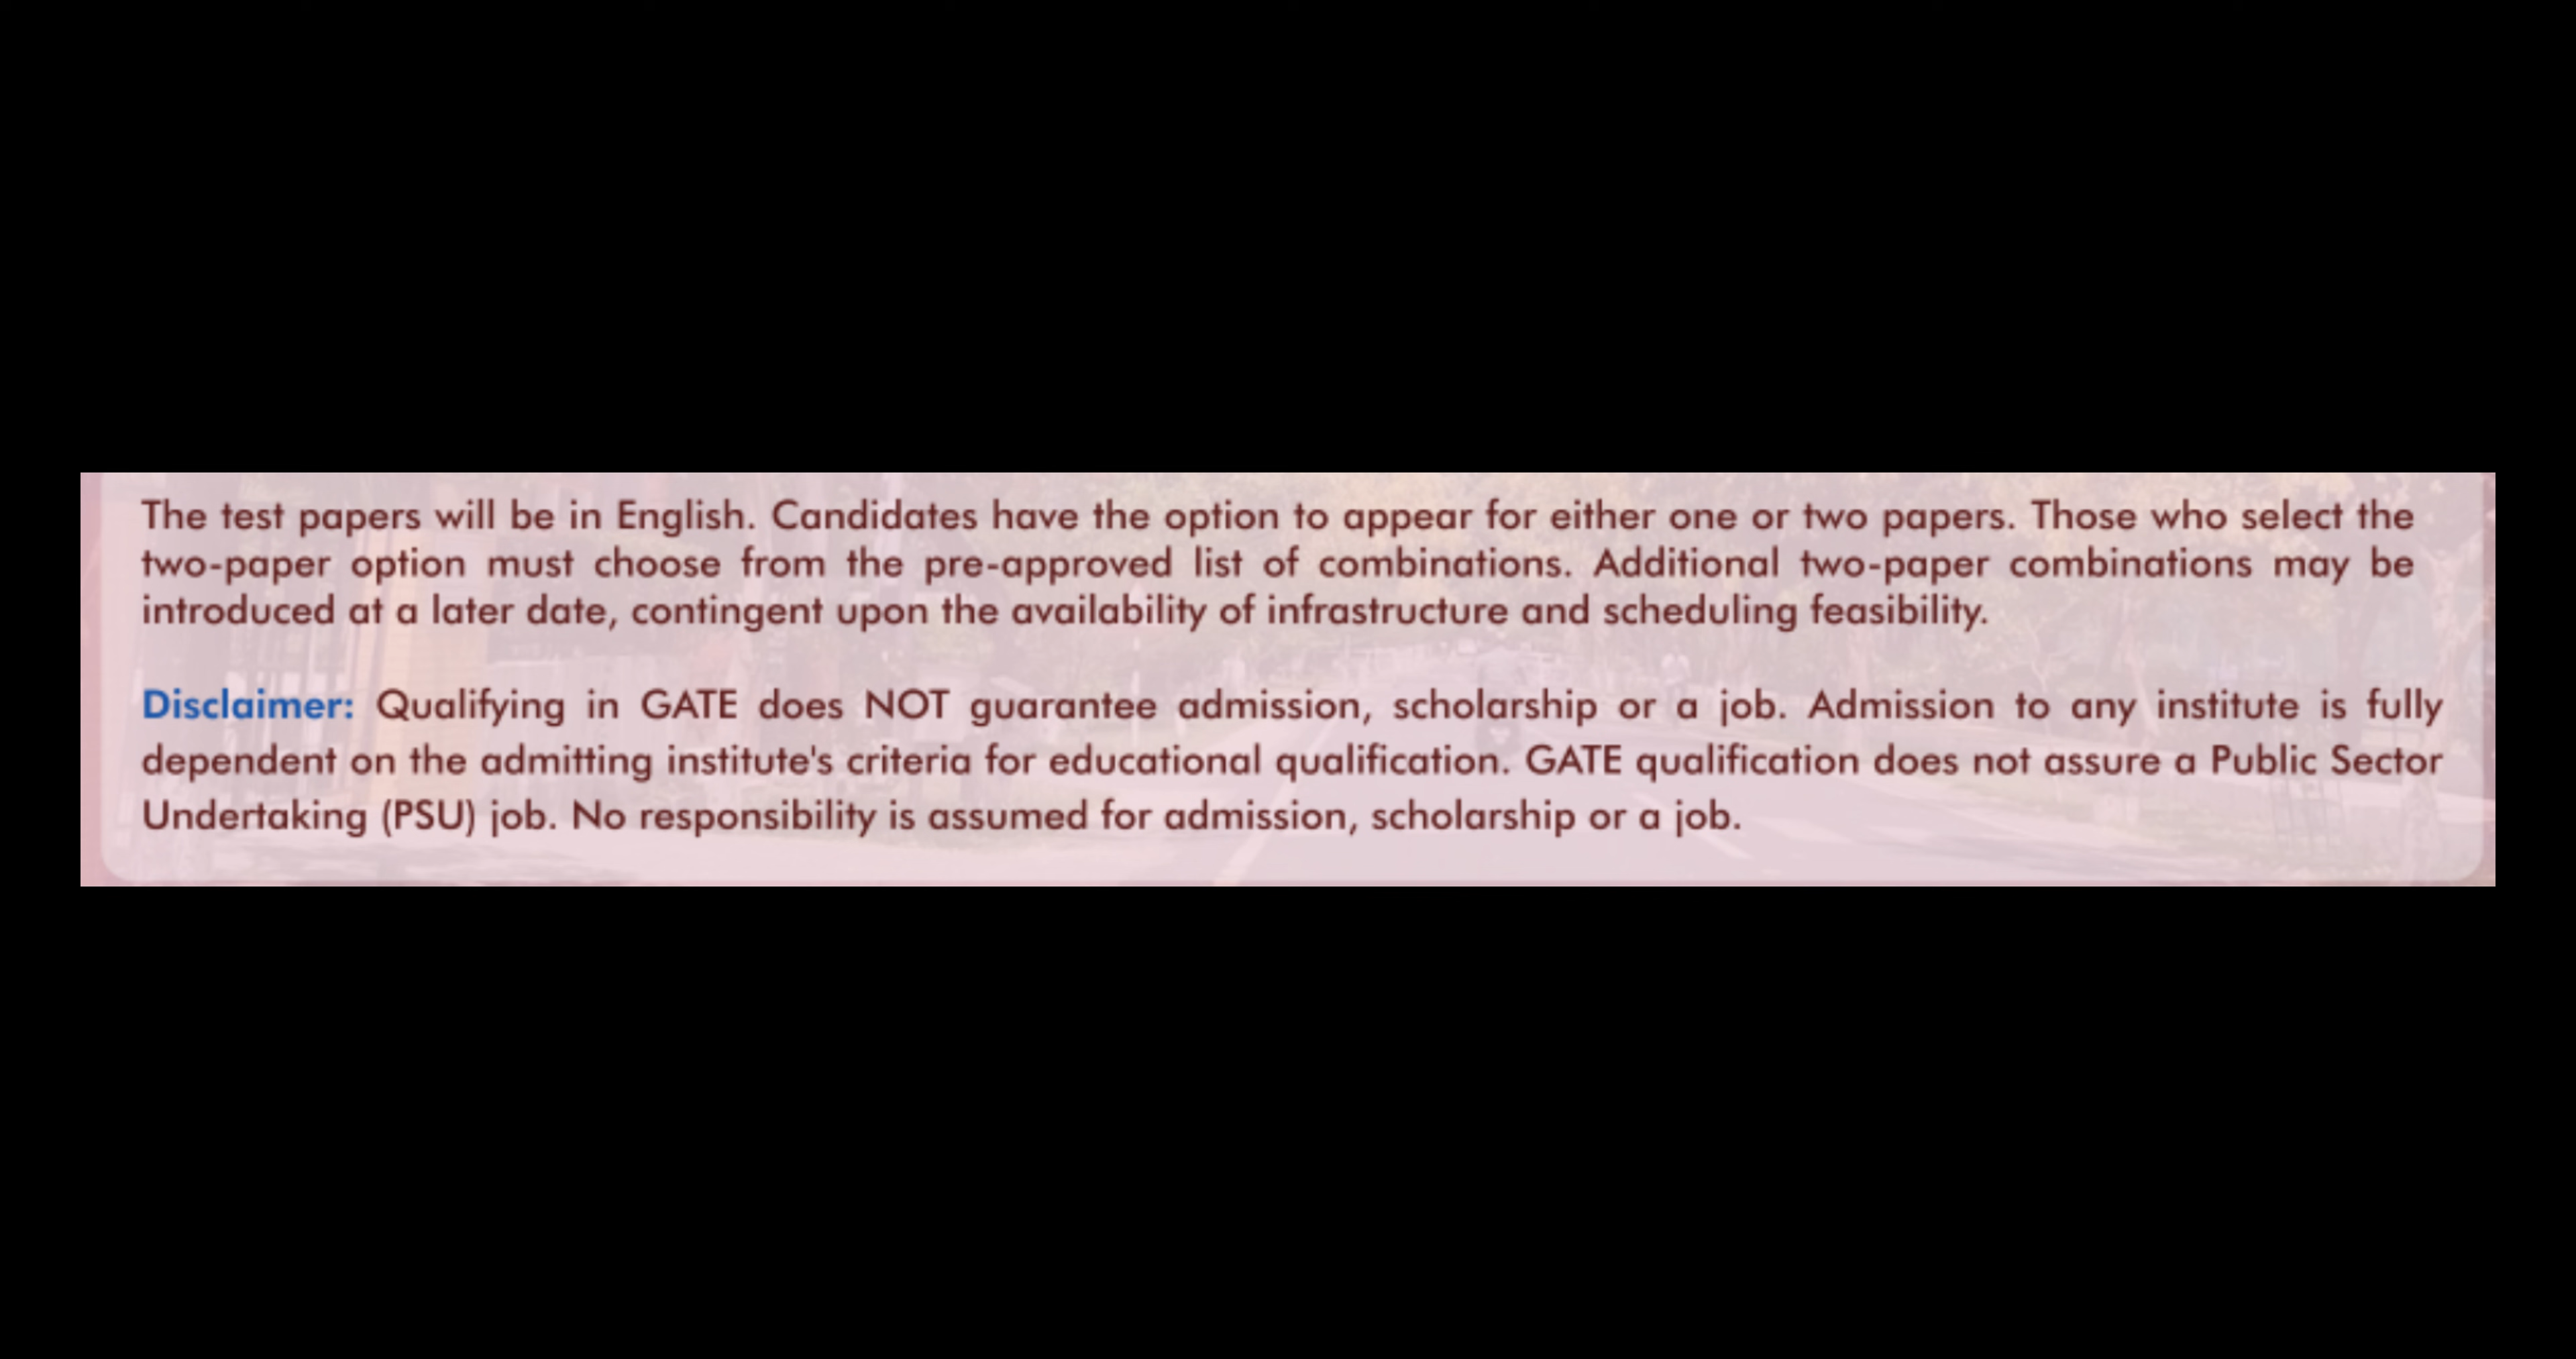 The test papers will be in English. Candidates have the option to appear for either one or two papers. Those who select the
two-paper option must choose from the pre-approved list of combinations. Additional two-paper combinations may be
introduced at a later date, contingent upon the availability of infrastructure and scheduling feasibility.
Disclaimer: Qualifying in GATE does NOT guarantee admission, scholarship or a job. Admission to any institute is fully
dependent on the admitting institute's criteria for educational qualification. GATE qualification does not assure a Public Sector
Undertaking (PSU) job. No responsibility is assumed for admission, scholarship or a job.